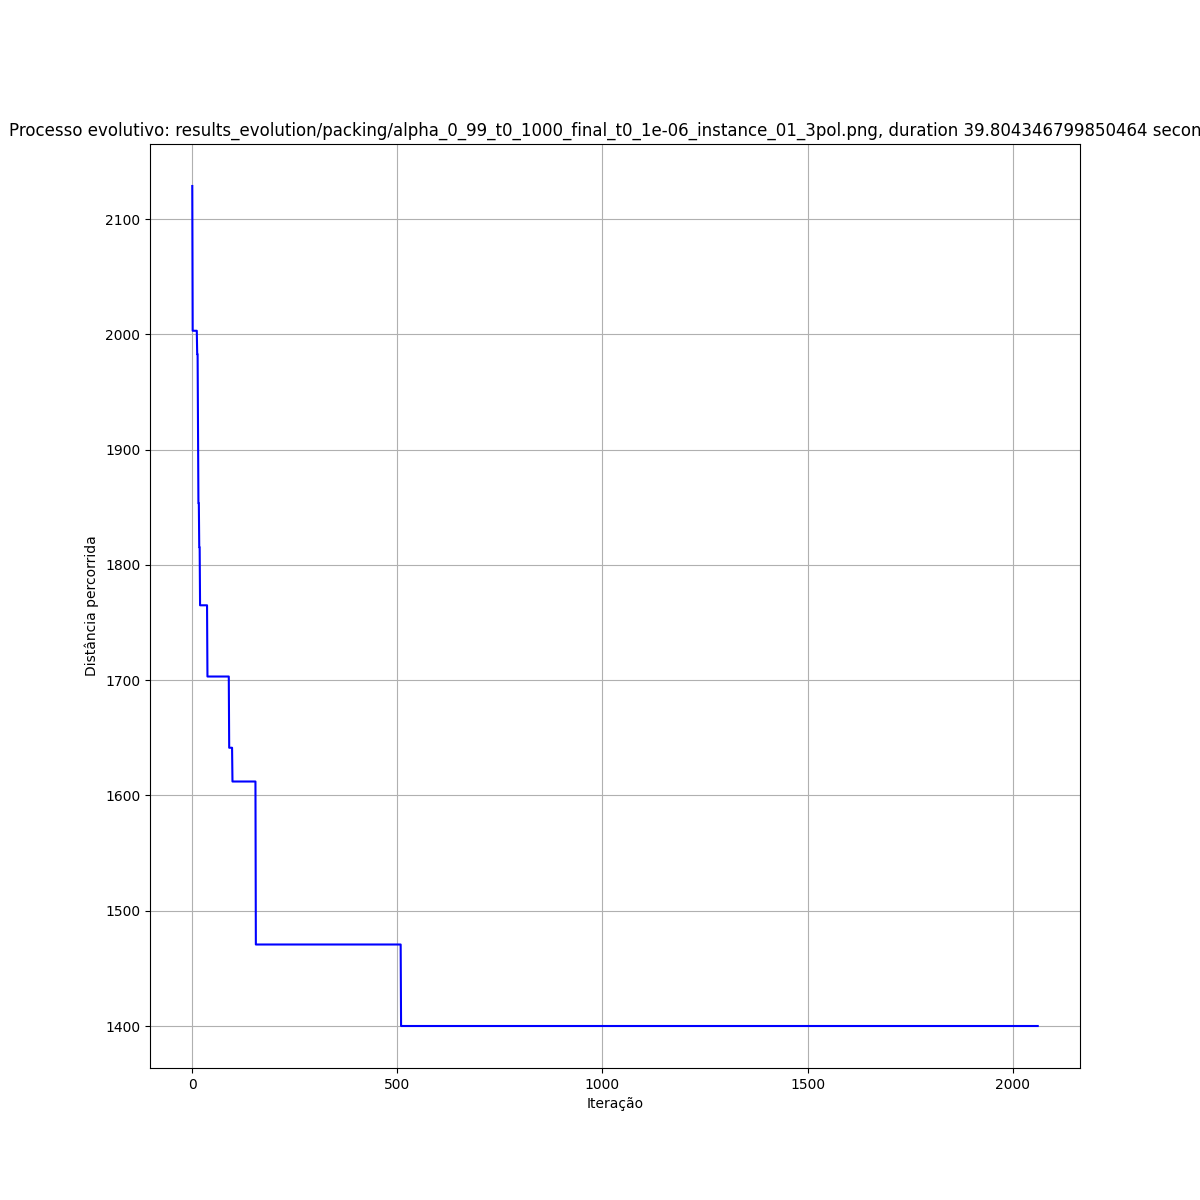 Processo evolutivo: results_evolution/packing/alpha_0_99_t0_1000_final_t0_1e-06_instance_01_3pol.png, duration 39.804346799850464 secon
2100
2000
1900
1800
1700
1600
1500
1400
Distância percorrida
0 500 1000 1500 2000
Iteração